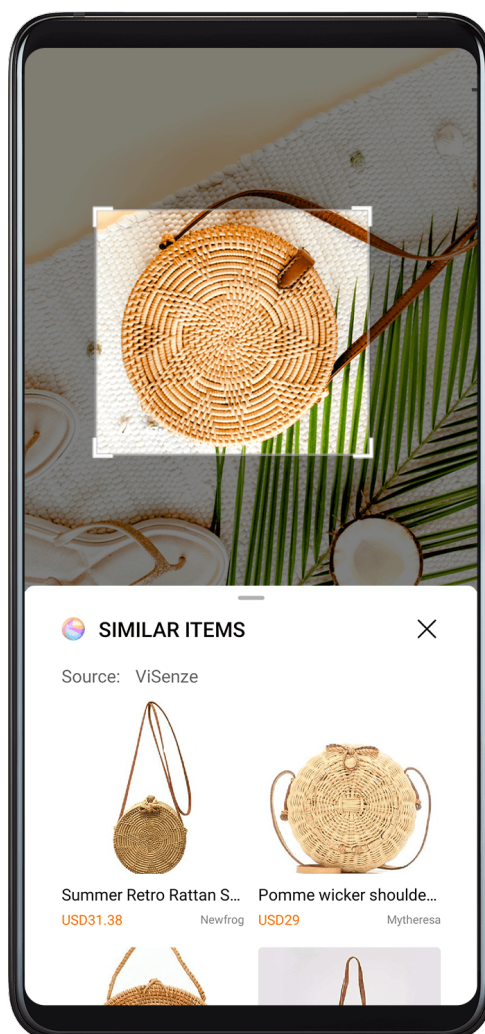 SIMILAR ITEMS
Source: ViSenze
Summer Retro Rattan S...
Pomme wicker shoulde...
USD31.38 Newfrog
USD29 Mytheresa